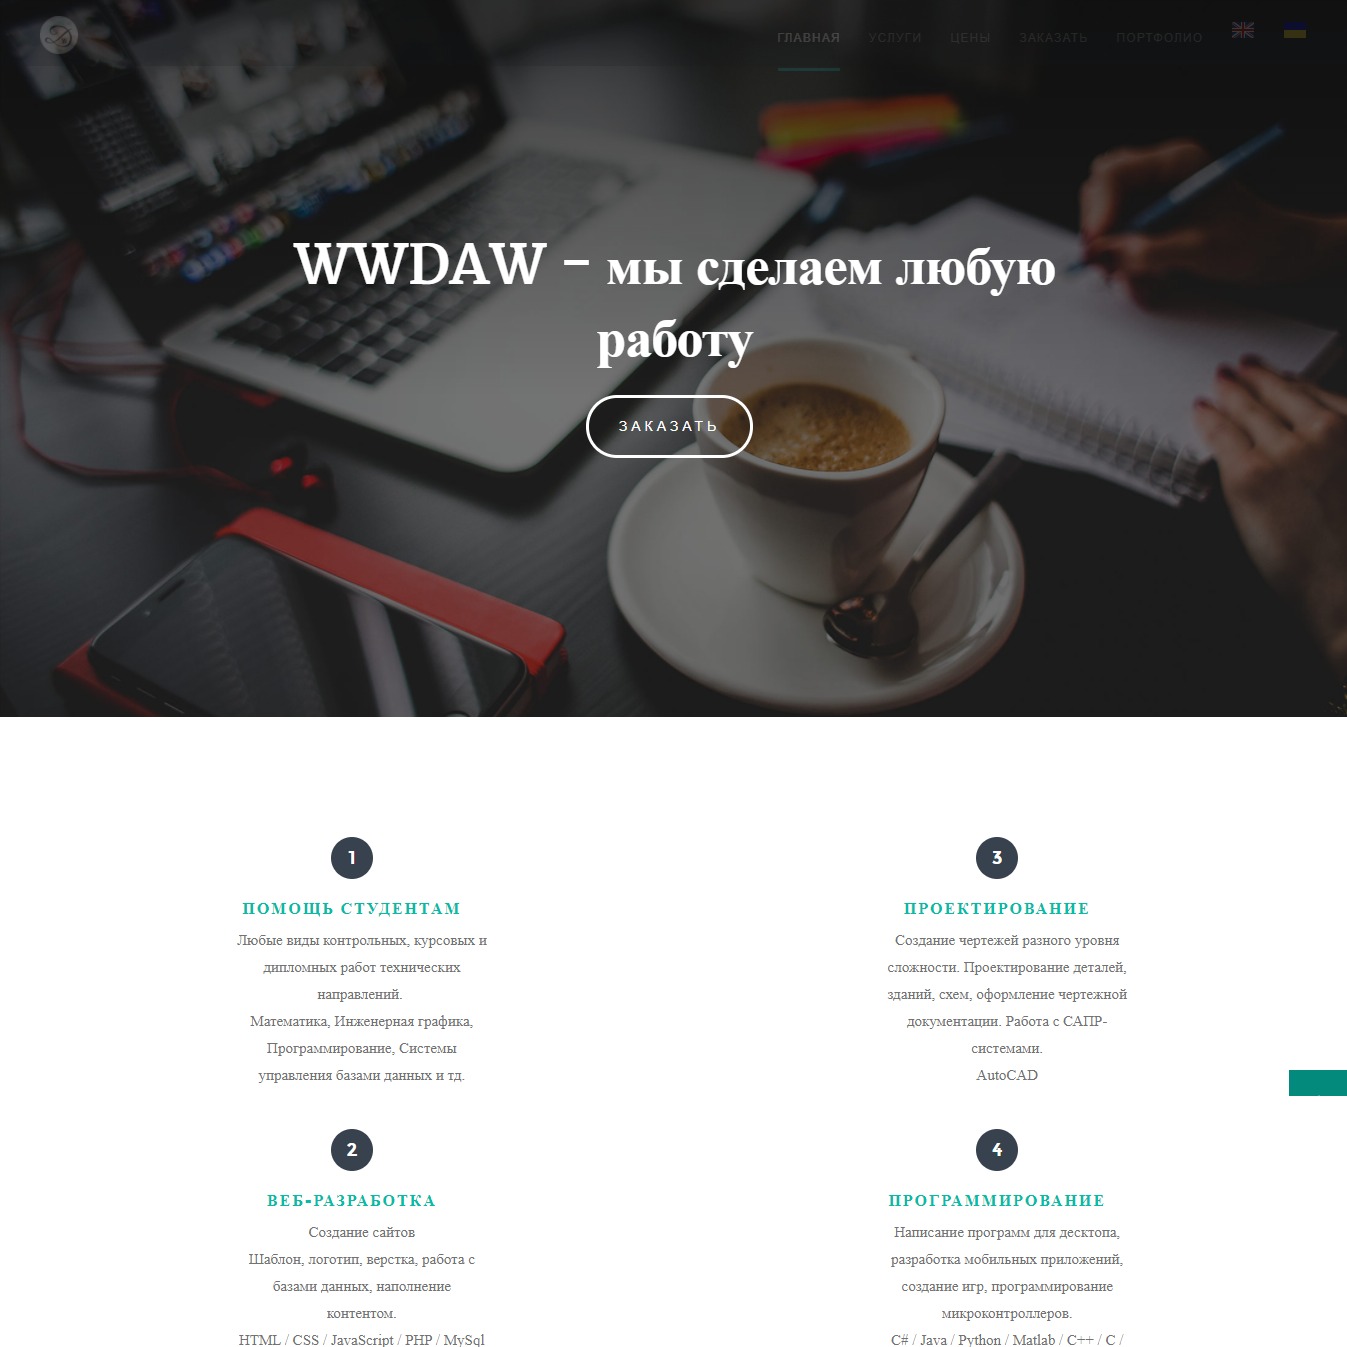 ГЛАВНАЯ УСЛУГИ ЦЕНЫ ЗАКАЗАТЬ ПОРТФОЛИО
WWDAW - мы сделаем любую
работу
ЗАКАЗАТЬ
1
ПОМОЩЬ СТУДЕНТАМ
Любые виды контрольных, курсовых и
дипломных работ технических
направлений.
Математика, Инженерная графика,
Программирование, Системы
управления базами данных и тд.
2
ВЕБ-РАЗРАБОТКА
Создание сайтов
Шаблон, логотип, верстка, работа с
базами данных, наполнение
контентом.
HTML / CSS / JavaScript / PHP / MySql
3
ПРОЕКТИРОВАНИЕ
Создание чертежей разного уровня
сложности. Проектирование деталей,
зданий, схем, оформление чертежной
документации. Работа с САПР-
системами.
AutoCAD
4
ПРОГРАММИРОВАНИЕ
Написание программ для десктопа,
разработка мобильных приложений,
создание игр, программирование
микроконтроллеров.
C# / Java / Python / Matlab / C++ / C /